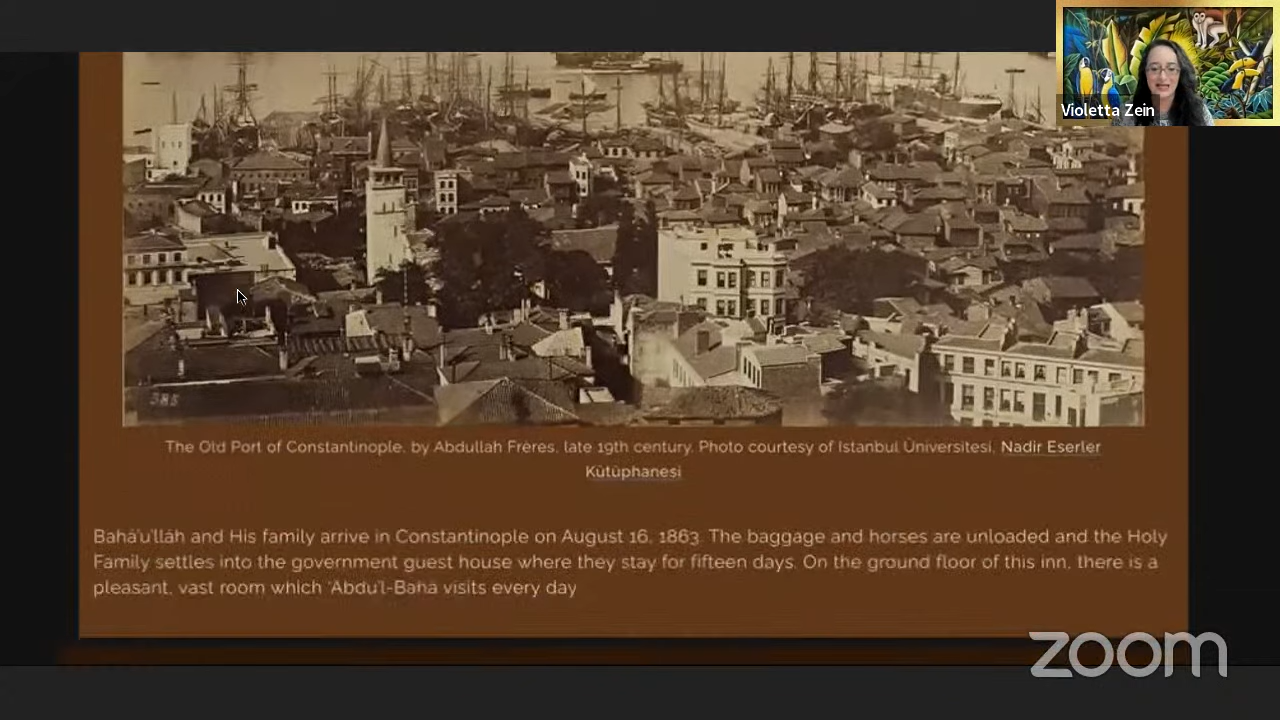 Violetta Zein
385
The Old Port of Constantinople, by Abdullah Frères, late 19th century. Photo courtesy of Istanbul Üniversitesi, Nadir Eserler
Kütüphanesi
Bahá'u'lláh and His family arrive in Constantinople on August 16, 1863. The baggage and horses are unloaded and the Holy
Family settles into the government guest house where they stay for fifteen days. On the ground floor of this inn, there is a
pleasant, vast room which 'Abdu'l-Bahá visits every day
zoom